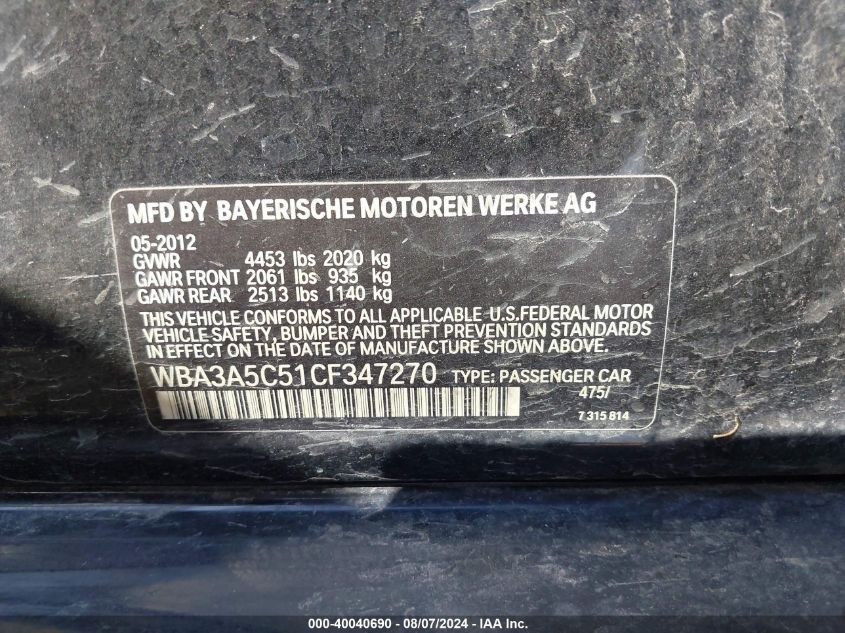 MFD BY BAYERISCHE MOTOREN WERKE AG
05-2012
GVWR 4453 lbs 2020 kg
GAWR FRONT 2061 lbs 935 kg
GAWR REAR 2513 lbs 1140 kg
THIS VEHICLE CONFORMS TO ALL APPLICABLE U.S.FEDERAL MOTOR
VEHICLE SAFETY, BUMPER AND THEFT PREVENTION STANDARDS
IN EFFECT ON THE DATE OF MANUFACTURE SHOWN ABOVE.
WBA3A5C51CF347270 TYPE: PASSENGER CAR
475/
7 315 814
000-40040690 - 08/07/2024 - IAA Inc.